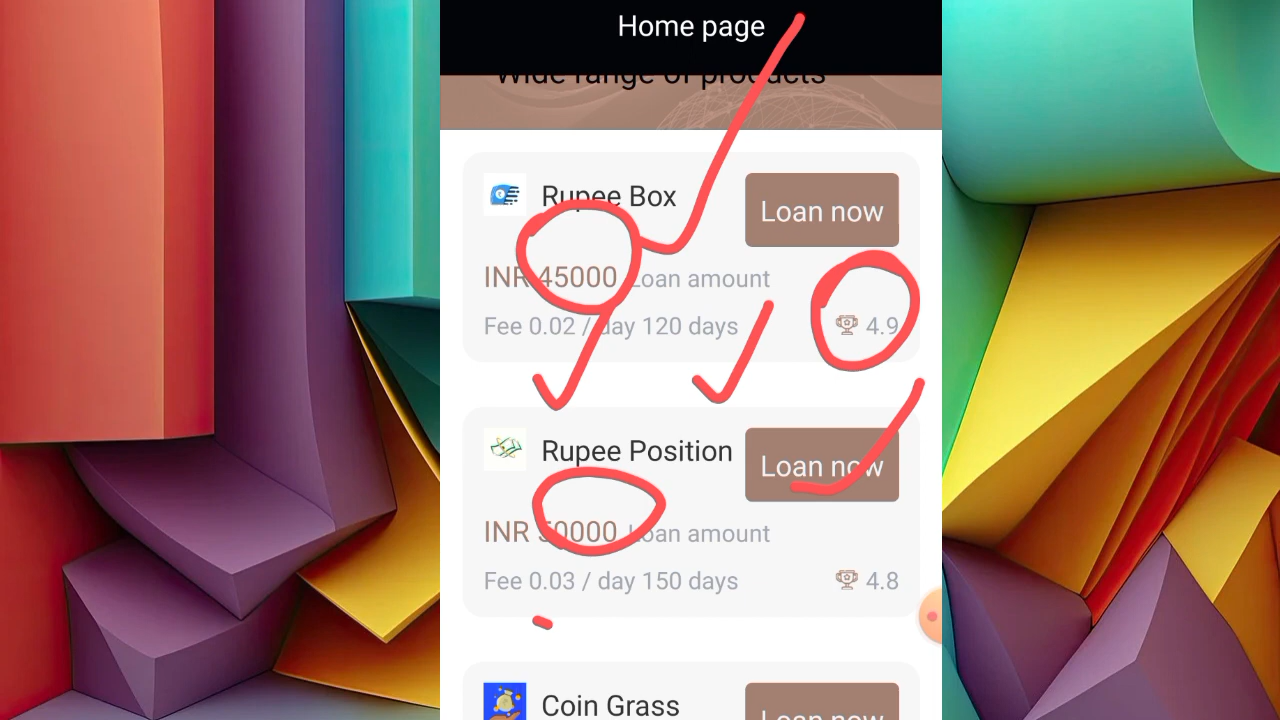 Home page
Wide range of products
Rupee Box
Loan now
INR 45000 Loan amount
Fee 0.02 / day 120 days
4.9
Rupee Position
Loan now
INR 50000 Loan amount
Fee 0.03 / day 150 days
4.8
Coin Grass
Loan now